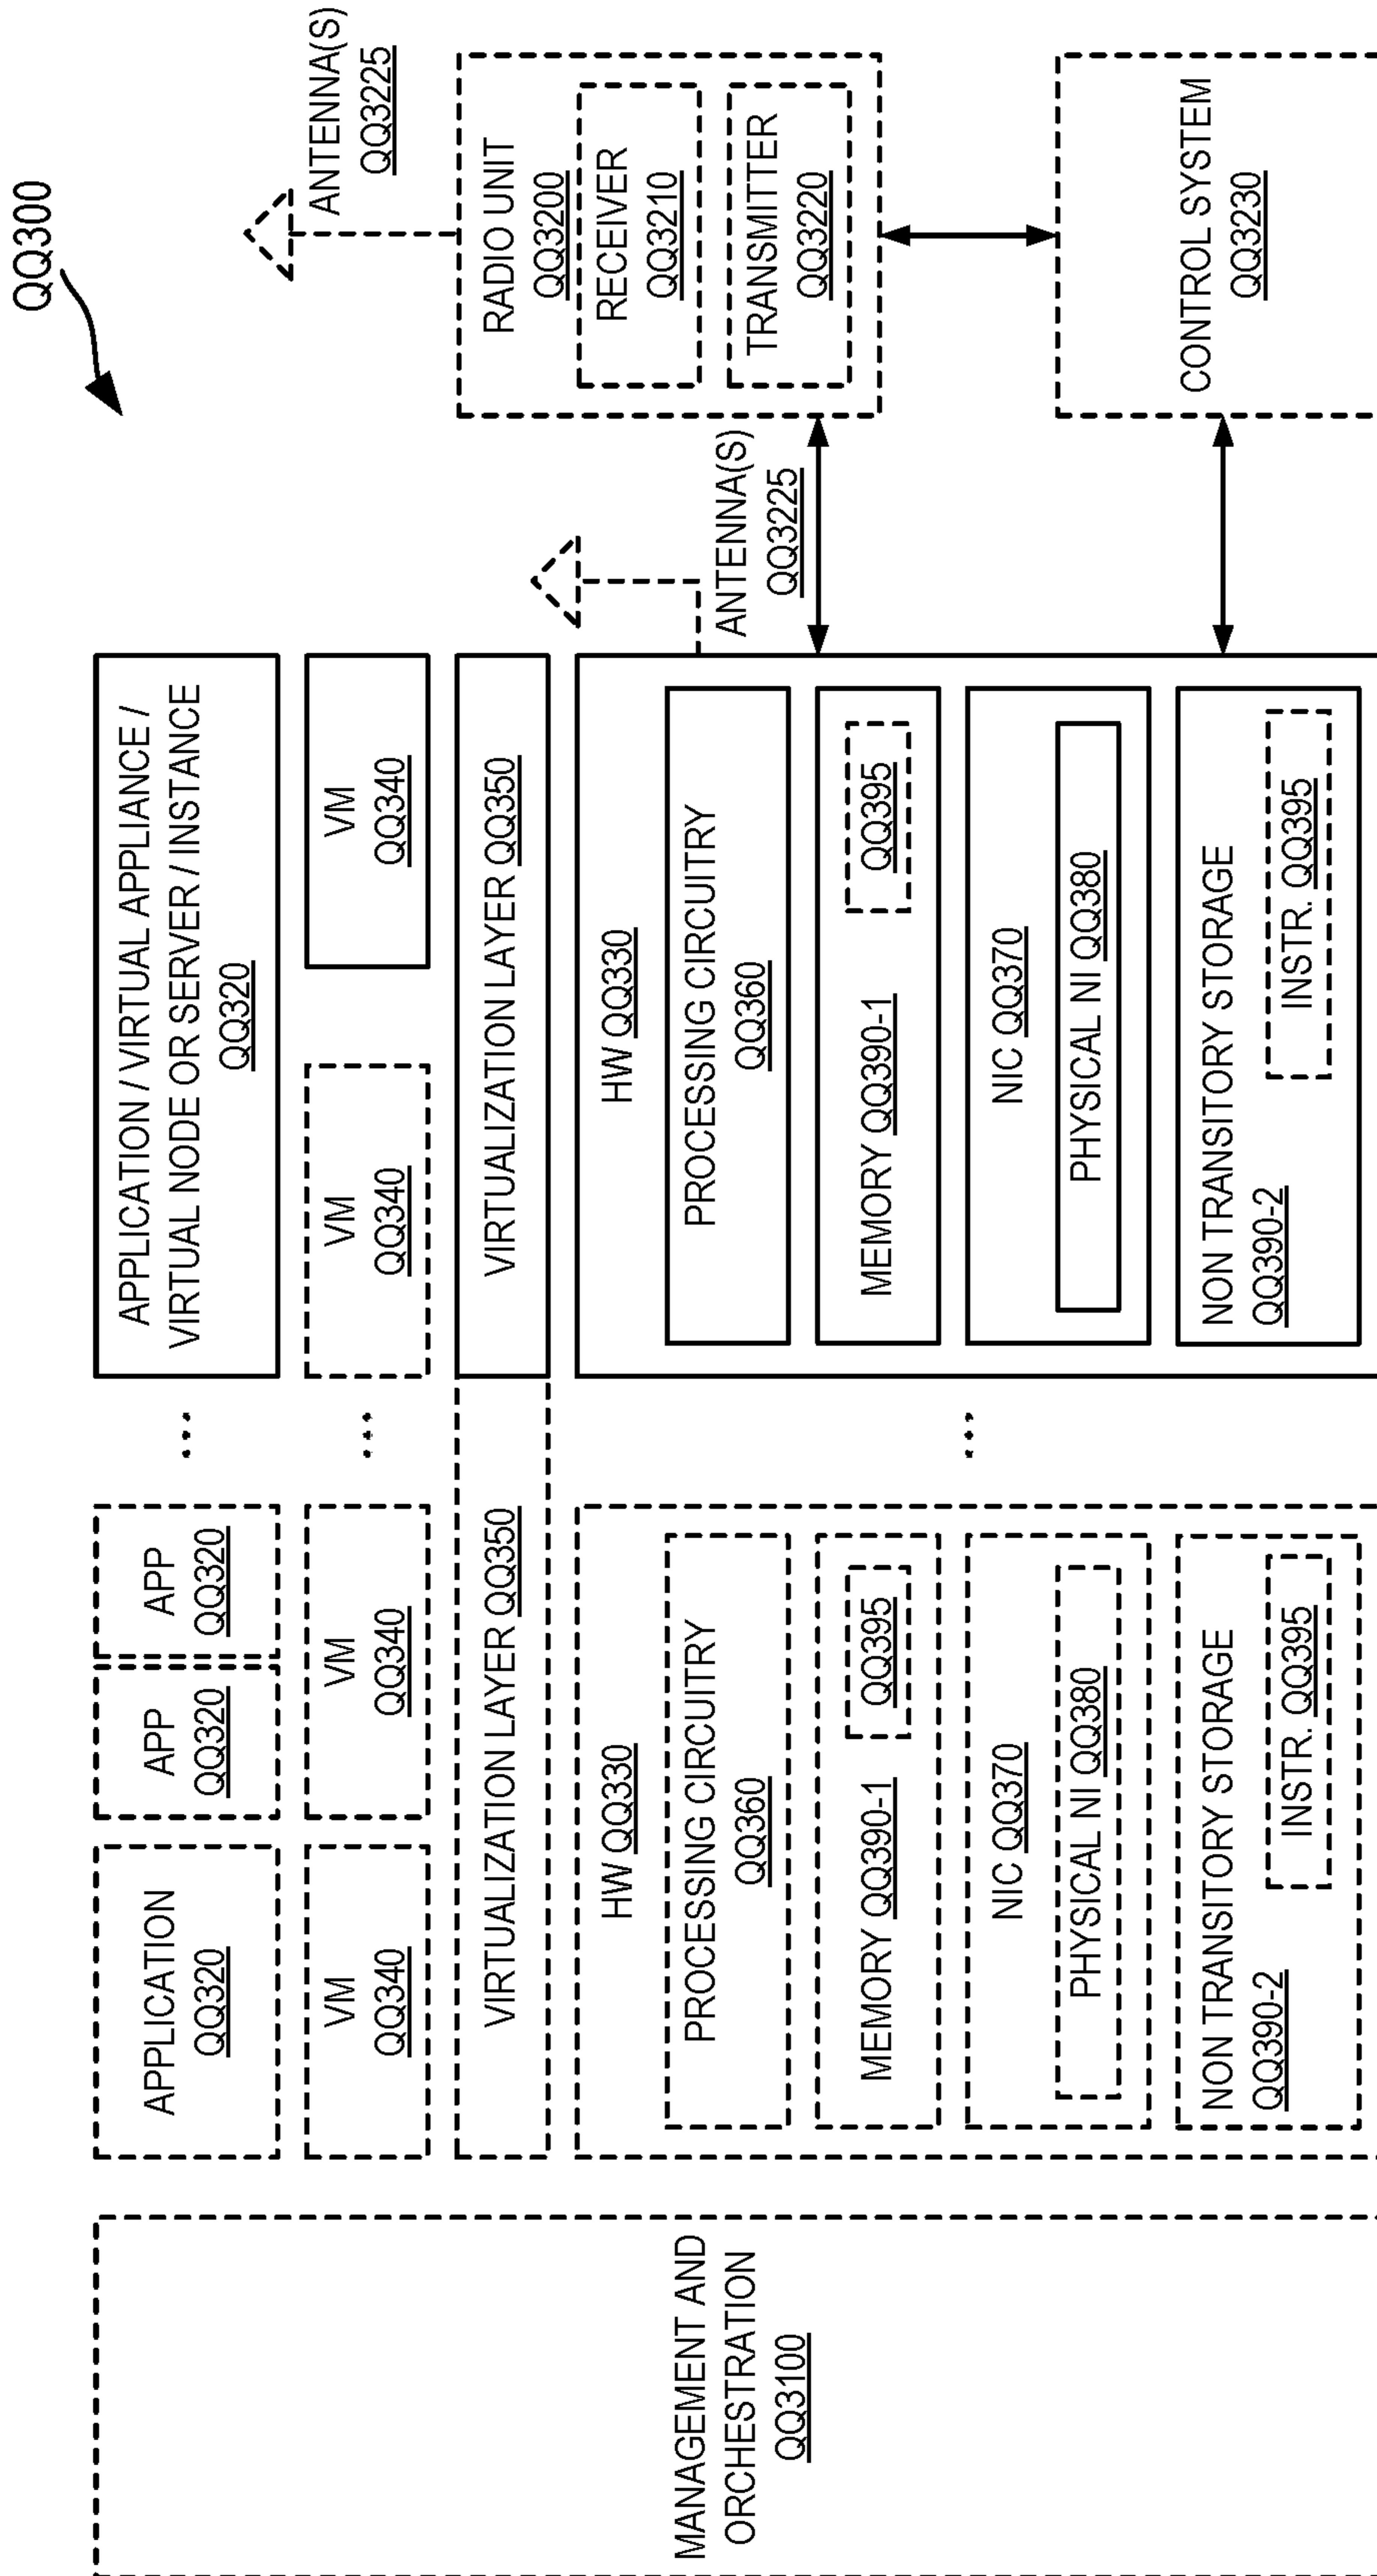 QQ300
MANAGEMENT AND
ORCHESTRATION
QQ3100
APPLICATION
QQ320
APP
QQ320
APP
QQ320
...
APPLICATION / VIRTUAL APPLIANCE /
VIRTUAL NODE OR SERVER / INSTANCE
QQ320
VM
QQ340
VM
QQ340
...
VM
QQ340
VM
QQ340
VIRTUALIZATION LAYER QQ350
VIRTUALIZATION LAYER QQ350
HW QQ330
PROCESSING CIRCUITRY
QQ360
MEMORY QQ390-1
QQ395
NIC QQ370
PHYSICAL NI QQ380
NON TRANSITORY STORAGE
QQ390-2
INSTR. QQ395
...
HW QQ330
PROCESSING CIRCUITRY
QQ360
MEMORY QQ390-1
QQ395
NIC QQ370
PHYSICAL NI QQ380
NON TRANSITORY STORAGE
QQ390-2
INSTR. QQ395
ANTENNA(S)
QQ3225
ANTENNA(S)
QQ3225
RADIO UNIT
QQ3200
RECEIVER
QQ3210
TRANSMITTER
QQ3220
CONTROL SYSTEM
QQ3230